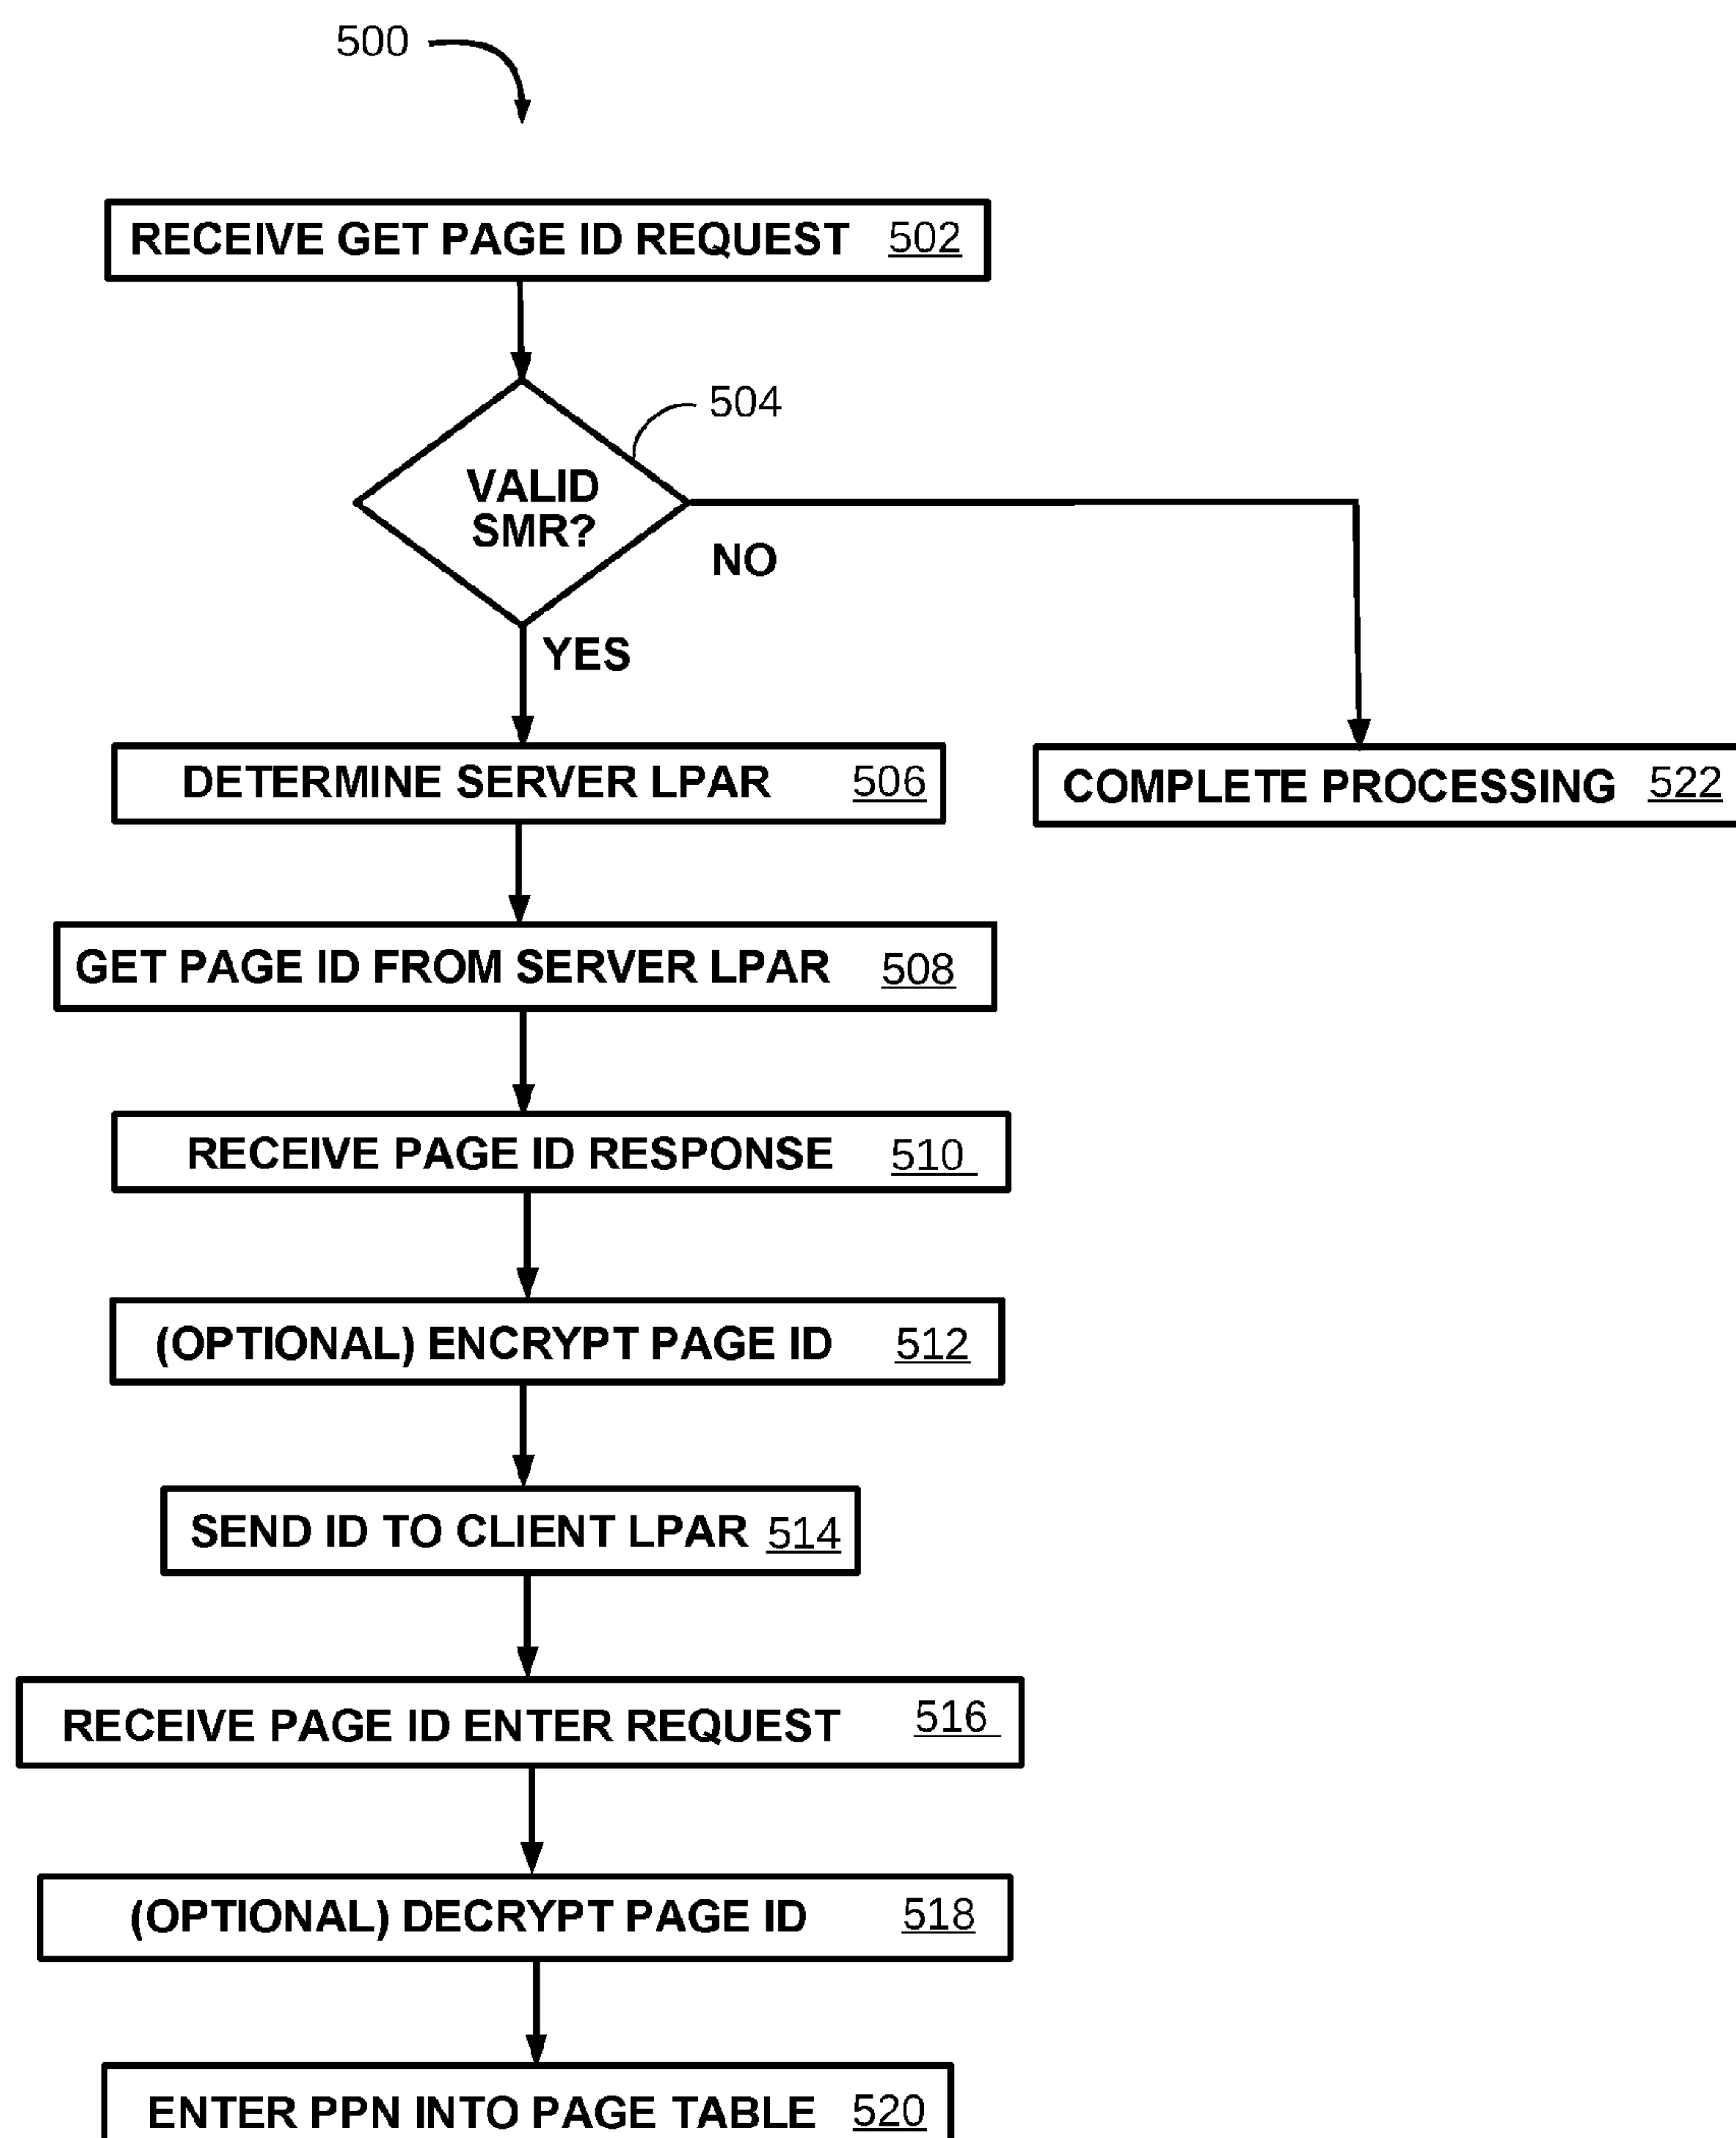 500
RECEIVE GET PAGE ID REQUEST 502
504
VALID
SMR?
NO
YES
DETERMINE SERVER LPAR 506
COMPLETE PROCESSING 522
GET PAGE ID FROM SERVER LPAR 508
RECEIVE PAGE ID RESPONSE 510
(OPTIONAL) ENCRYPT PAGE ID 512
SEND ID TO CLIENT LPAR 514
RECEIVE PAGE ID ENTER REQUEST 516
(OPTIONAL) DECRYPT PAGE ID 518
ENTER PPN INTO PAGE TABLE 520